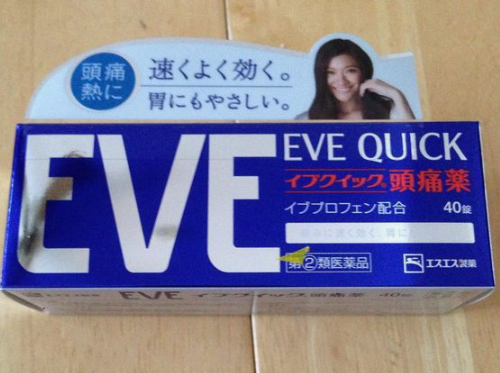 頭痛
熱に
速くよく効く。
胃にもやさしい。
EVE
EVE QUICK
イブクイック® 頭痛薬
イブプロフェン配合 40錠
指②類医薬品
エスエス製薬
EVE イブクイック 頭痛薬